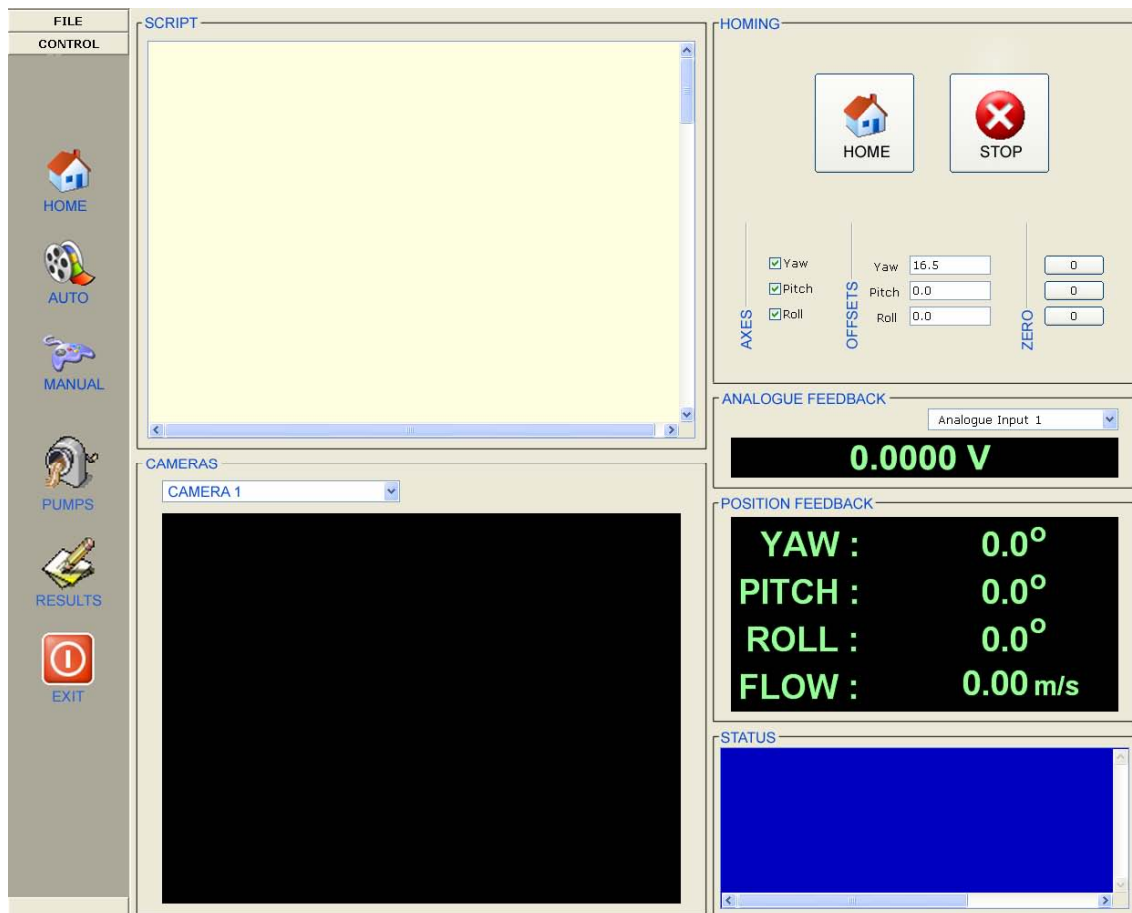 FILE
CONTROL
HOME
AUTO
MANUAL
PUMPS
RESULTS
EXIT
SCRIPT
CAMERAS
CAMERA 1
HOMING
HOME
STOP
AXES
Yaw
Pitch
Roll
OFFSETS
Yaw 16.5
Pitch 0.0
Roll 0.0
ZERO
0
0
0
ANALOGUE FEEDBACK
Analogue Input 1
0.0000 V
POSITION FEEDBACK
YAW : 0.0°
PITCH : 0.0°
ROLL : 0.0°
FLOW : 0.00 m/s
STATUS